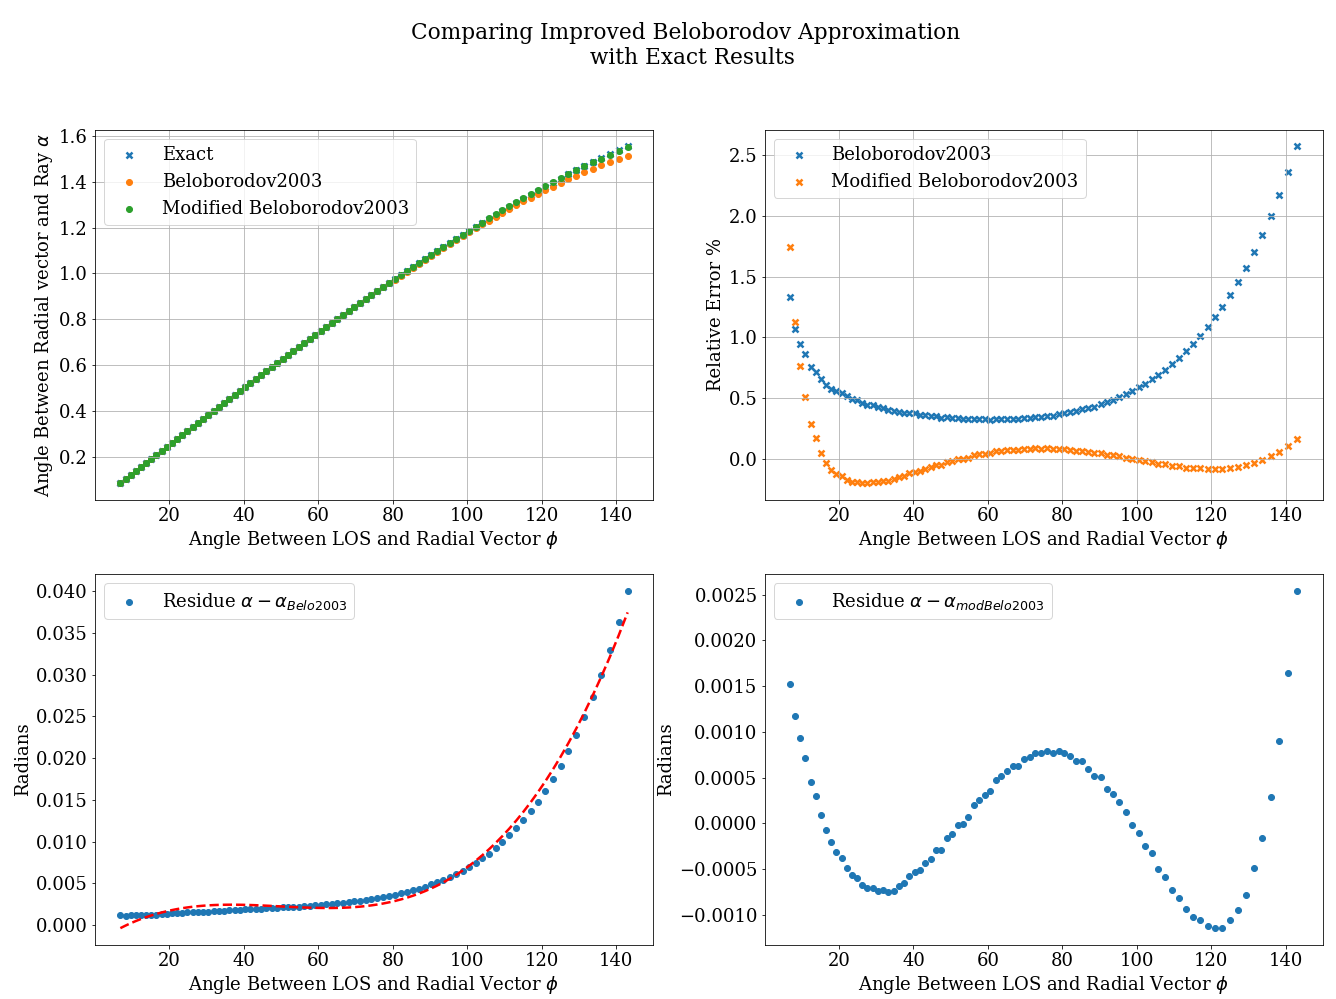 Comparing Improved Beloborodov Approximation
with Exact Results
Angle Between Radial vector and Ray α
1.6
1.4
1.2
1.0
0.8
0.6
0.4
0.2
Exact
Beloborodov2003
Modified Beloborodov2003
20 40 60 80 100 120 140
Angle Between LOS and Radial Vector ϕ
Relative Error %
2.5
2.0
1.5
1.0
0.5
0.0
Beloborodov2003
Modified Beloborodov2003
20 40 60 80 100 120 140
Angle Between LOS and Radial Vector ϕ
Radians
0.040
0.035
0.030
0.025
0.020
0.015
0.010
0.005
0.000
Residue α − α_Belo2003
20 40 60 80 100 120 140
Angle Between LOS and Radial Vector ϕ
Radians
0.0025
0.0020
0.0015
0.0010
0.0005
0.0000
−0.0005
−0.0010
Residue α − α_modBelo2003
20 40 60 80 100 120 140
Angle Between LOS and Radial Vector ϕ